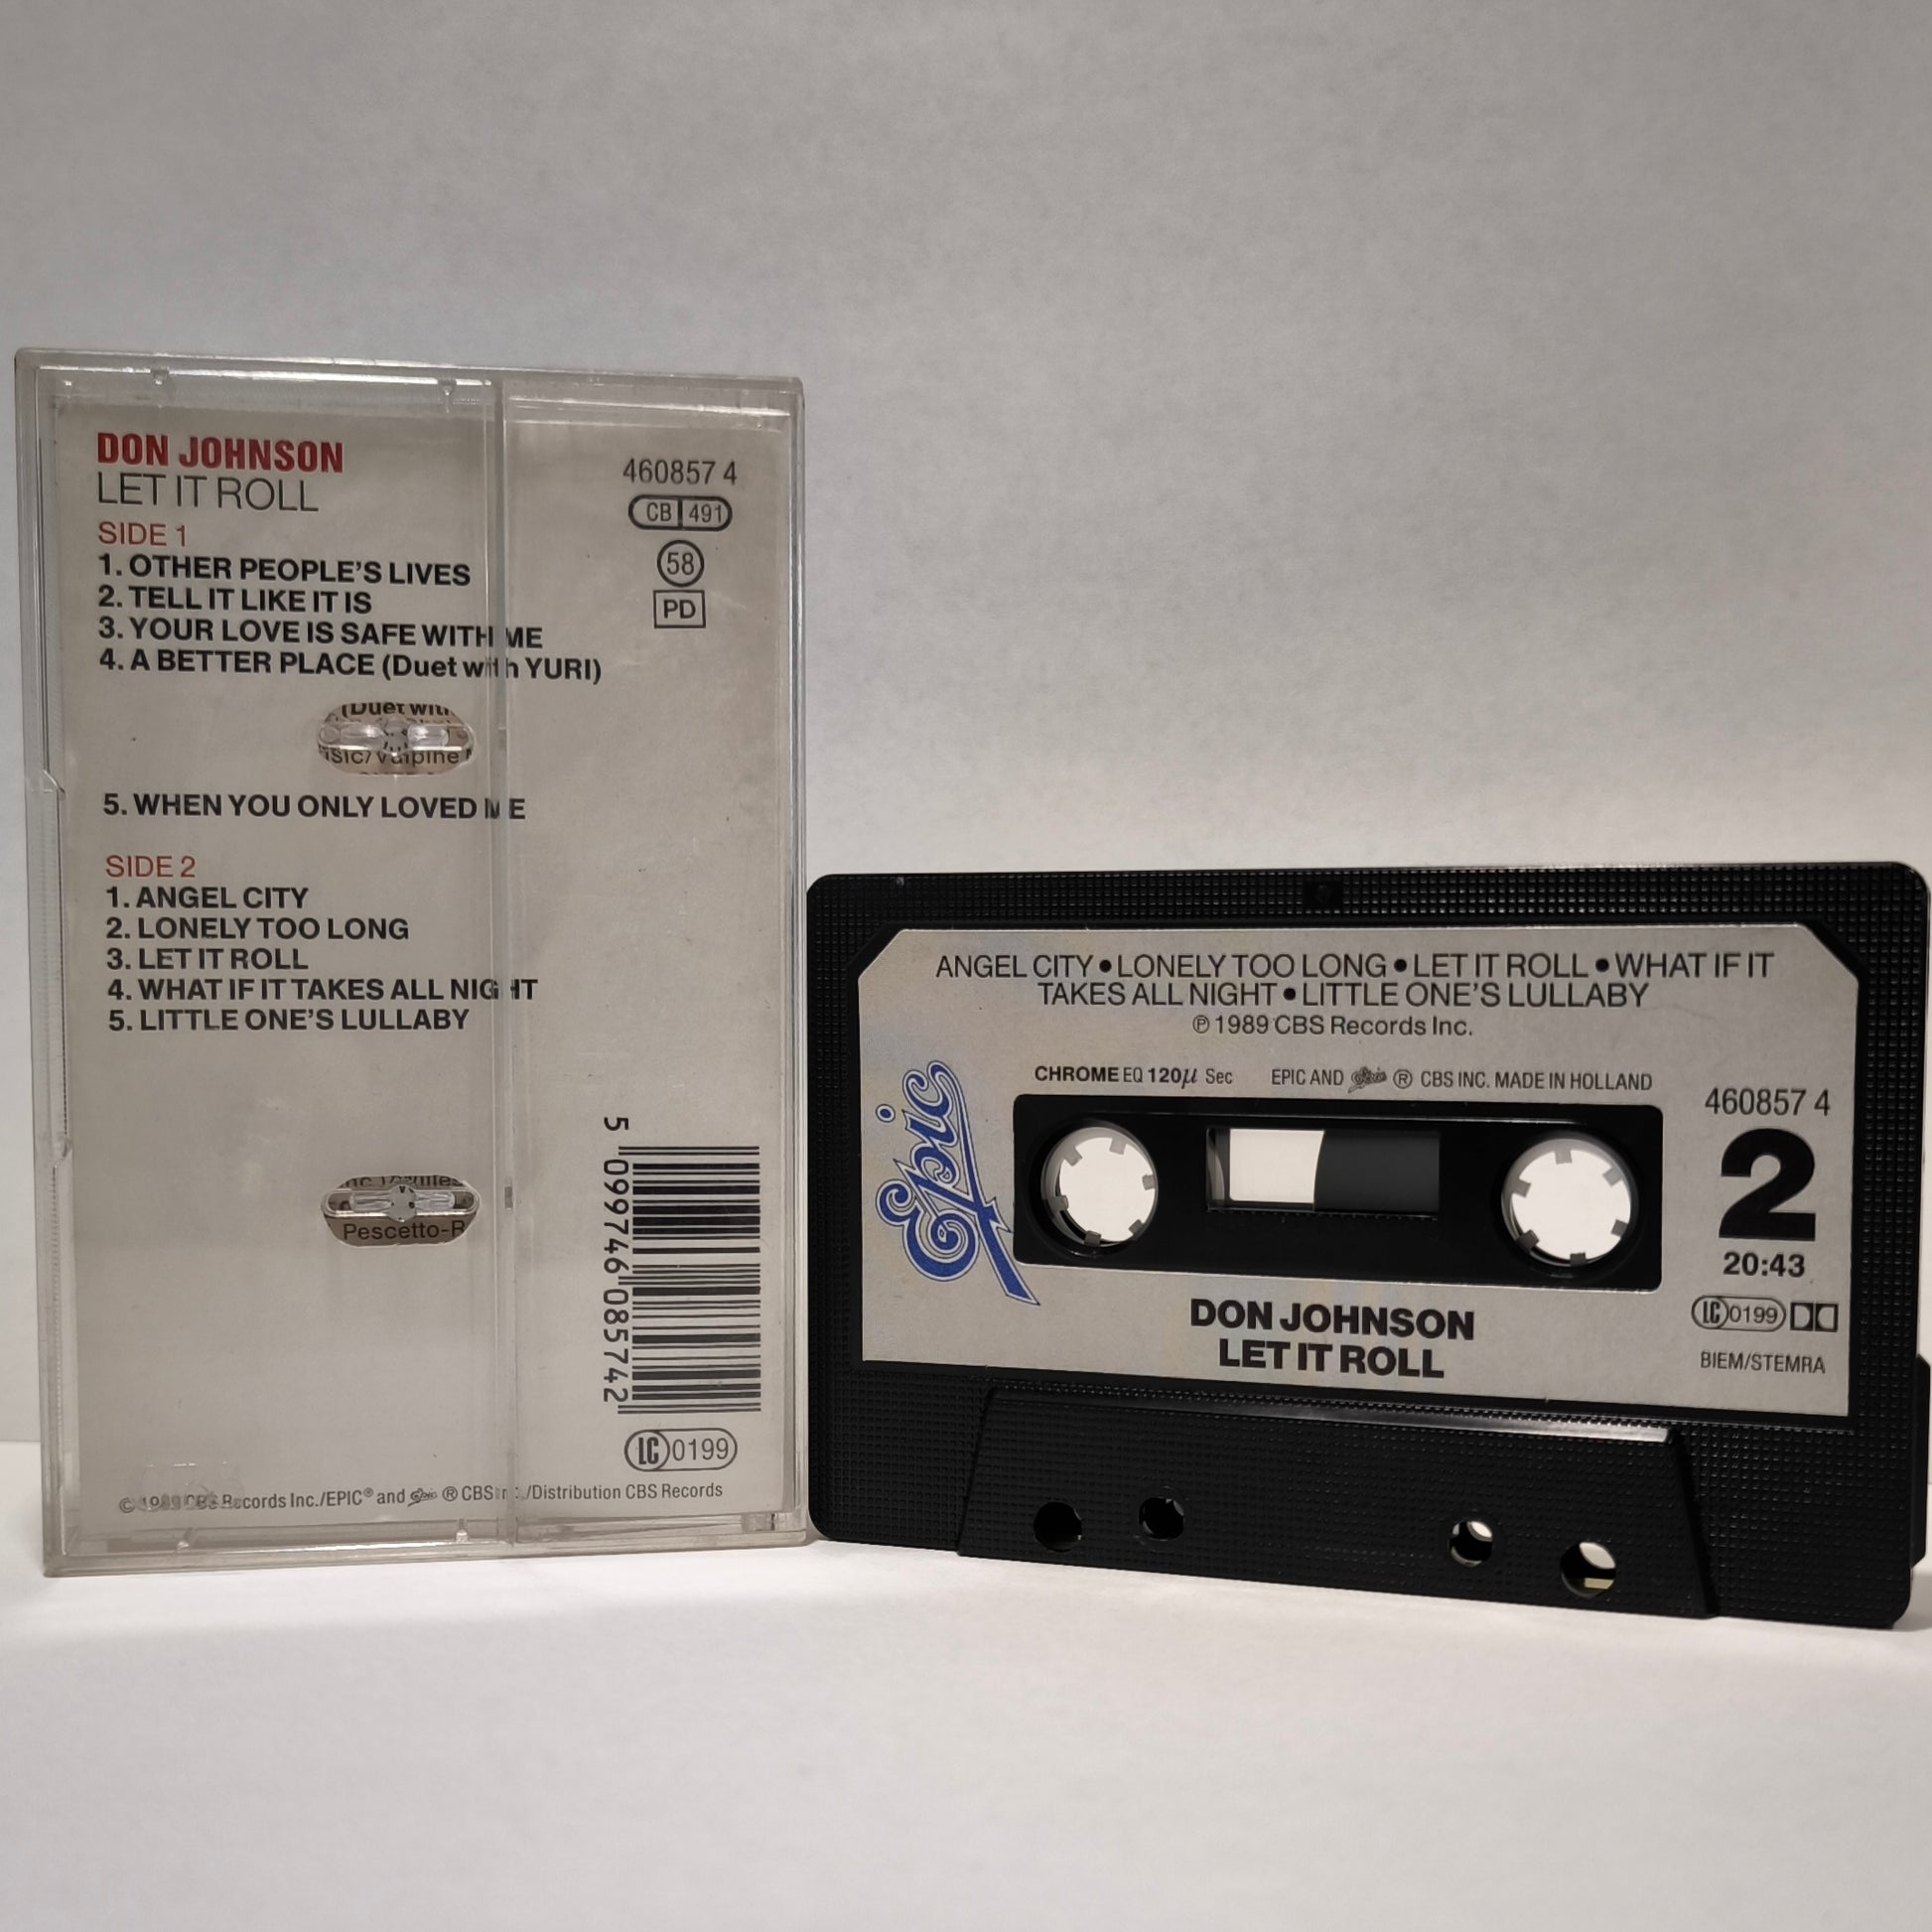 DON JOHNSON
LET IT ROLL
SIDE 1
1. OTHER PEOPLE'S LIVES
2. TELL IT LIKE IT IS
3. YOUR LOVE IS SAFE WITH ME
4. A BETTER PLACE (Duet with YURI)
(Duet with
5. WHEN YOU ONLY LOVED ME
SIDE 2
1. ANGEL CITY
2. LONELY TOO LONG
3. LET IT ROLL
4. WHAT IF IT TAKES ALL NIGHT
5. LITTLE ONE'S LULLABY
Pescetto-R
460857 4
CB 491
58
PD
5 099746 085742
LC 0199
© 1989 CBS Records Inc./EPIC® and Epic ® CBS Inc./Distribution CBS Records
ANGEL CITY • LONELY TOO LONG • LET IT ROLL • WHAT IF IT
TAKES ALL NIGHT • LITTLE ONE'S LULLABY
℗ 1989 CBS Records Inc.
CHROME EQ 120μ Sec EPIC AND Epic ® CBS INC. MADE IN HOLLAND
Epic
460857 4
2
20:43
LC 0199
BIEM/STEMRA
DON JOHNSON
LET IT ROLL